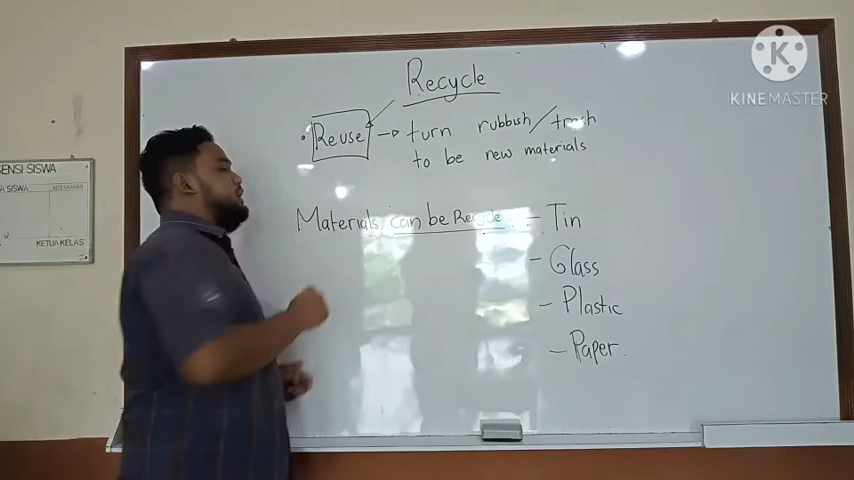 Recycle
• Reuse → turn rubbish/trash
to be new materials
Materials can be Recycle - Tin
- Glass
- Plastic
- Paper.
ENSI SISWA
KETERANGAN
KETUA KELAS
K
KINEMASTER